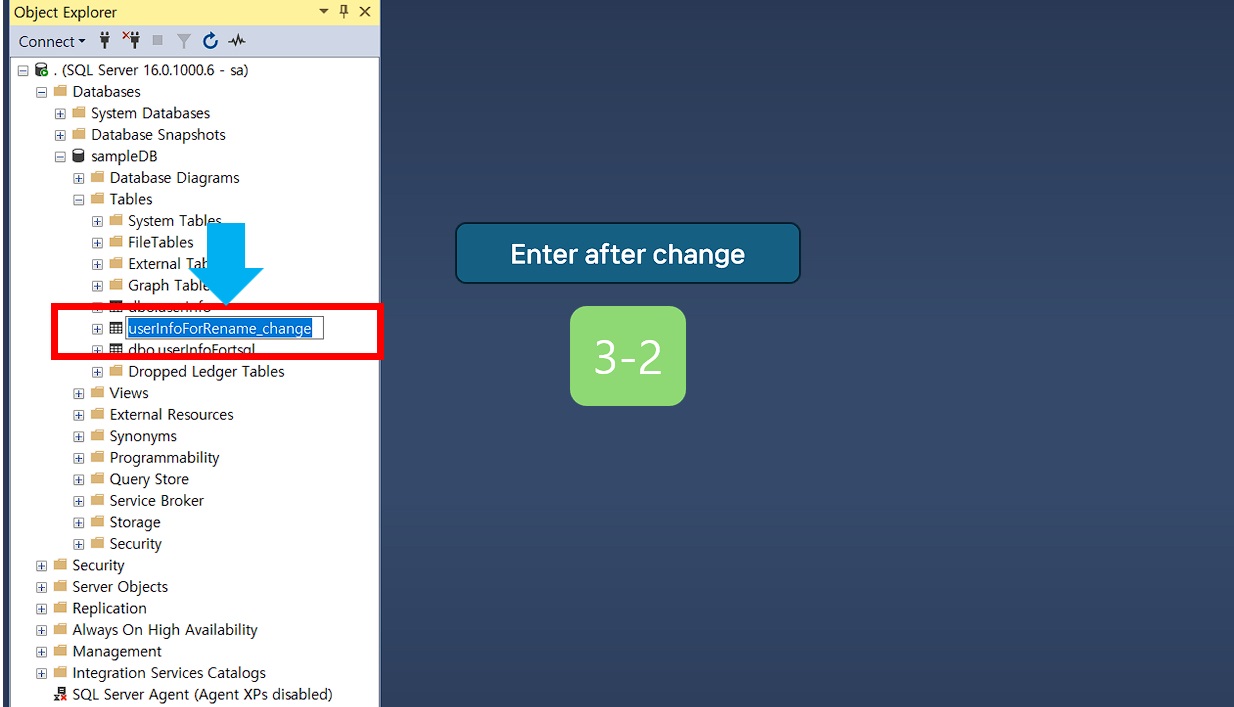 Object Explorer
Connect
. (SQL Server 16.0.1000.6 - sa)
Databases
System Databases
Database Snapshots
sampleDB
Database Diagrams
Tables
System Tables
FileTables
External Tab
Graph Table
dbo.userInfo
userInfoForRename_change
dbo.userInfoFortsql
Dropped Ledger Tables
Views
External Resources
Synonyms
Programmability
Query Store
Service Broker
Storage
Security
Security
Server Objects
Replication
Always On High Availability
Management
Integration Services Catalogs
SQL Server Agent (Agent XPs disabled)
Enter after change
3-2